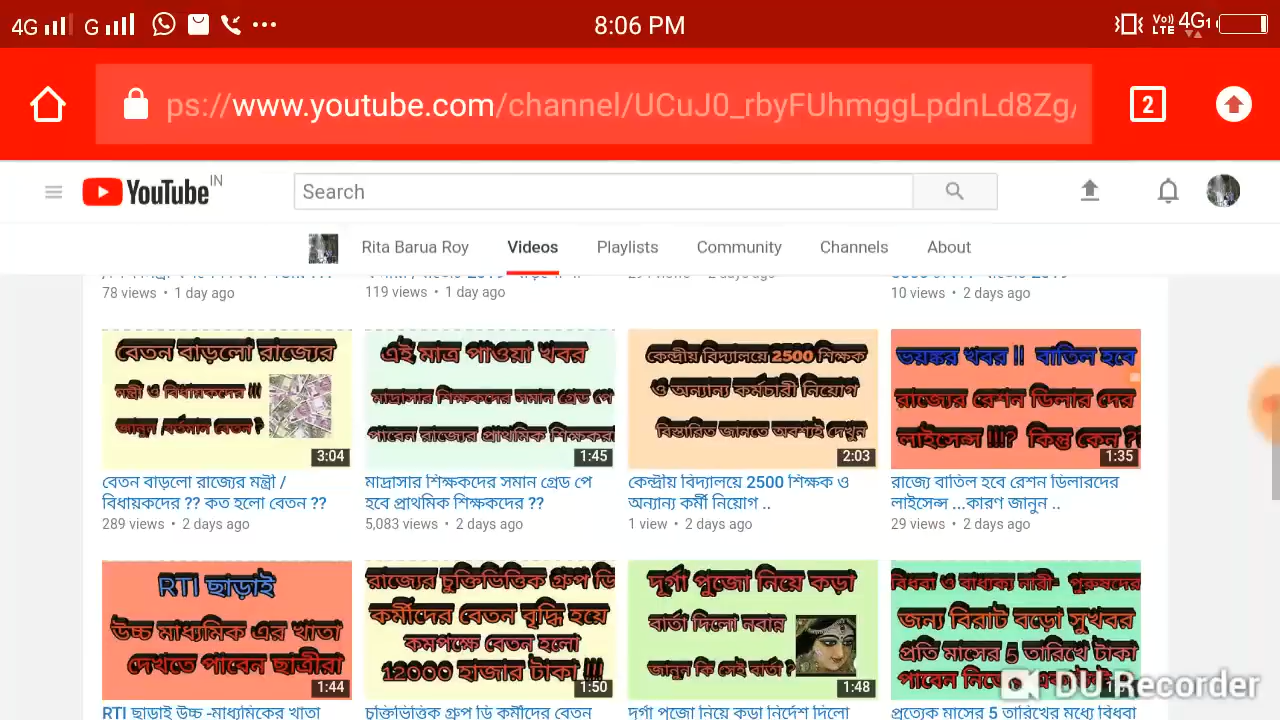 4G G 8:06 PM Vo)) LTE 4G1
ps://www.youtube.com/channel/UCuJ0_rbyFUhmggLpdnLd8Zg/ 2
YouTube IN Search
Rita Barua Roy Videos Playlists Community Channels About
78 views • 1 day ago
119 views • 1 day ago
10 views • 2 days ago
বেতন বাড়লো রাজ্যের
মন্ত্রী ও বিধায়কদের !!!
জানুন বর্তমান বেতন ?
3:04
এই মাত্র পাওয়া খবর
মাদ্রাসার শিক্ষকদের সমান গ্রেড পে
পাবেন রাজ্যের প্রাথমিক শিক্ষকরা
1:45
কেন্দ্রীয় বিদ্যালয়ে 2500 শিক্ষক
ও অন্যান্য কর্মচারী নিয়োগ
বিস্তারিত জানতে অবশ্যই দেখুন
2:03
ভয়ঙ্কর খবর !! বাতিল হবে
রাজ্যের রেশন ডিলার দের
লাইসেন্স !!!? কিন্তু কেন ??
1:35
বেতন বাড়লো রাজ্যের মন্ত্রী /
বিধায়কদের ?? কত হলো বেতন ??
289 views • 2 days ago
মাদ্রাসার শিক্ষকদের সমান গ্রেড পে
হবে প্রাথমিক শিক্ষকদের ??
5,083 views • 2 days ago
কেন্দ্রীয় বিদ্যালয়ে 2500 শিক্ষক ও
অন্যান্য কর্মী নিয়োগ ..
1 view • 2 days ago
রাজ্যে বাতিল হবে রেশন ডিলারদের
লাইসেন্স ...কারণ জানুন ..
29 views • 2 days ago
RTI ছাড়াই
উচ্চ মাধ্যমিক এর খাতা
দেখতে পাবেন ছাত্রীরা
1:44
রাজ্যের চুক্তিভিত্তিক গ্রুপ ডি
কর্মীদের বেতন বৃদ্ধি হয়ে
কমপক্ষে বেতন হলো
12000 হাজার টাকা !!!
1:50
দূর্গা পুজো নিয়ে কড়া
বার্তা দিলো নবান্ন
জানুন কি সেই বার্তা ?
1:48
বিধবা ও বার্ধক্য নারী- পুরুষদের
জন্য বিরাট বড়ো সুখবর
প্রতি মাসের 5 তারিখে টাকা
পাবেন
DU Recorder
RTI ছাড়াই উচ্চ -মাধ্যমিকের খাতা
চুক্তিভিত্তিক গ্রুপ ডি কর্মীদের বেতন
দূর্গা পুজো নিয়ে কড়া নির্দেশ দিলো
প্রত্যেক মাসের 5 তারিখের মধ্যে বিধবা